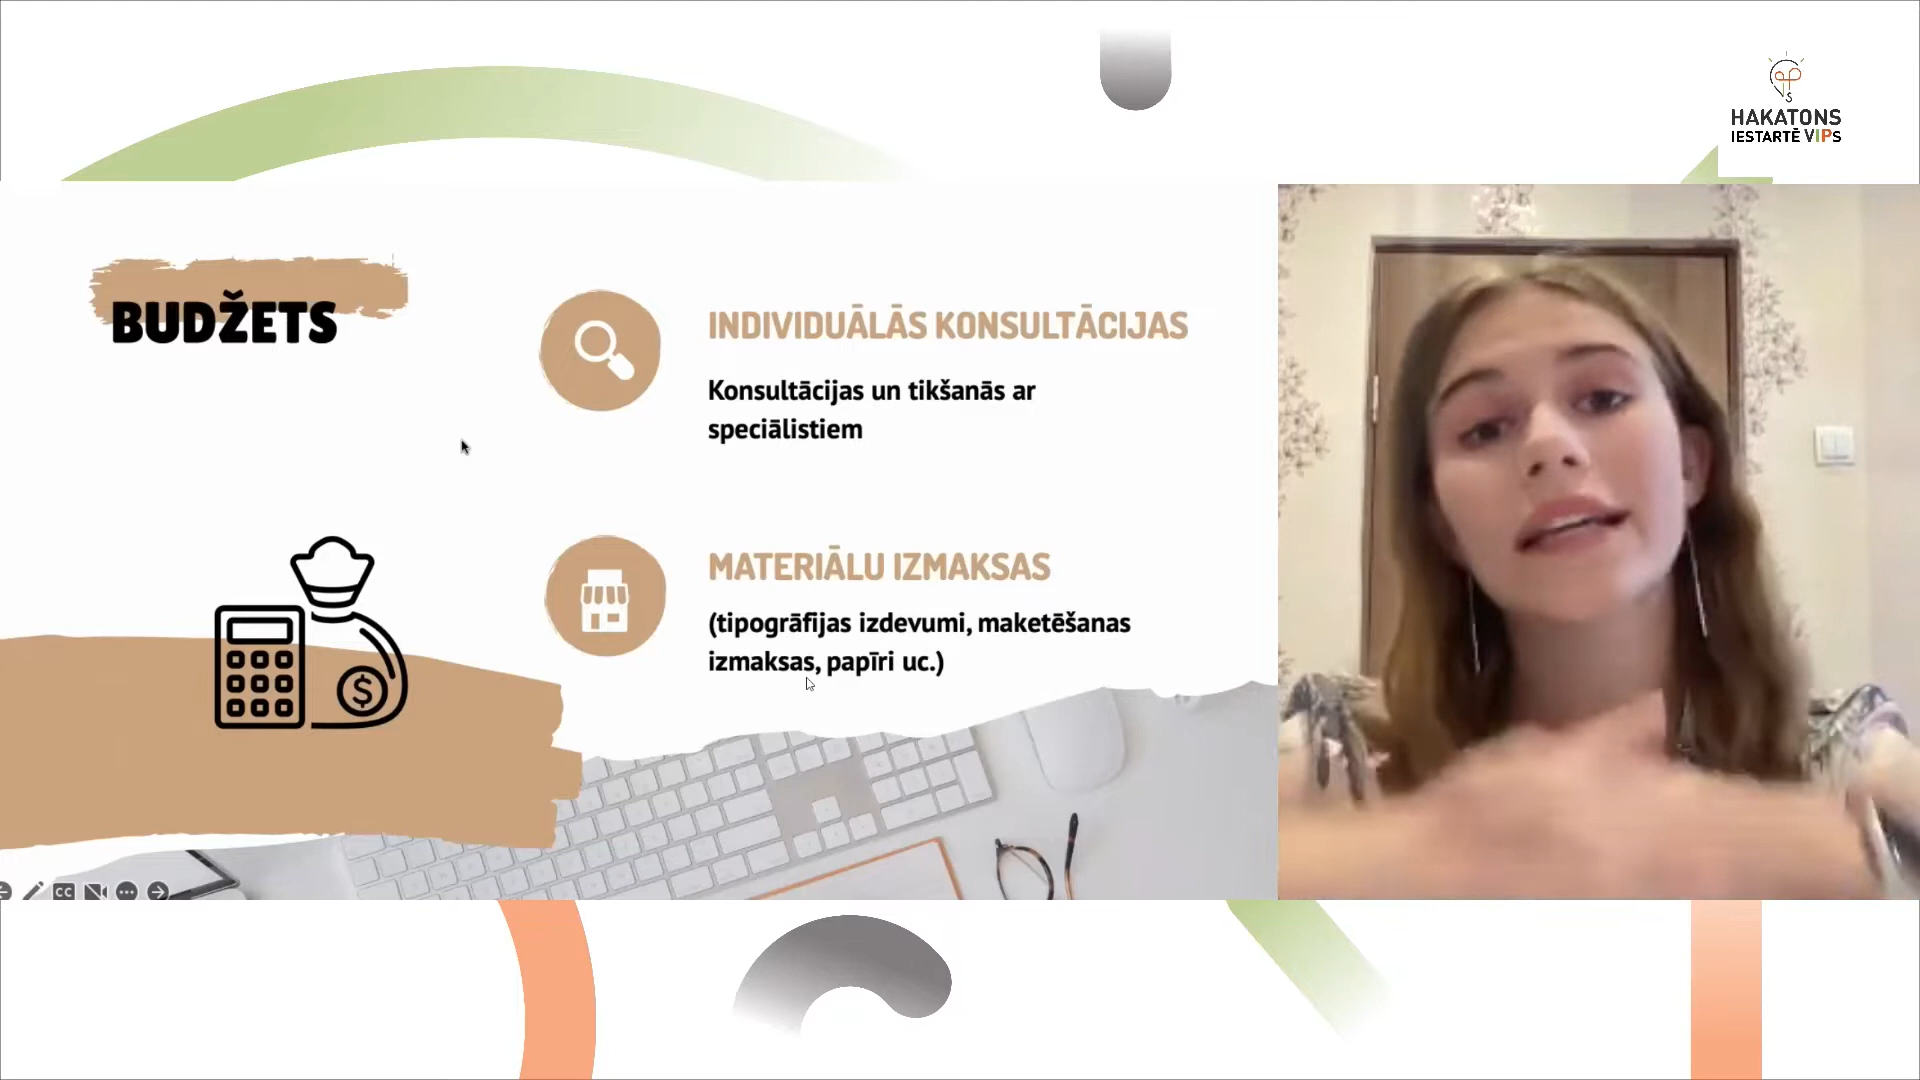 HAKATONS
IESTARTĒ VIPS
BUDŽETS
INDIVIDUĀLĀS KONSULTĀCIJAS
Konsultācijas un tikšanās ar
speciālistiem
MATERIĀLU IZMAKSAS
(tipogrāfijas izdevumi, maketēšanas
izmaksas, papīri uc.)
$
CC